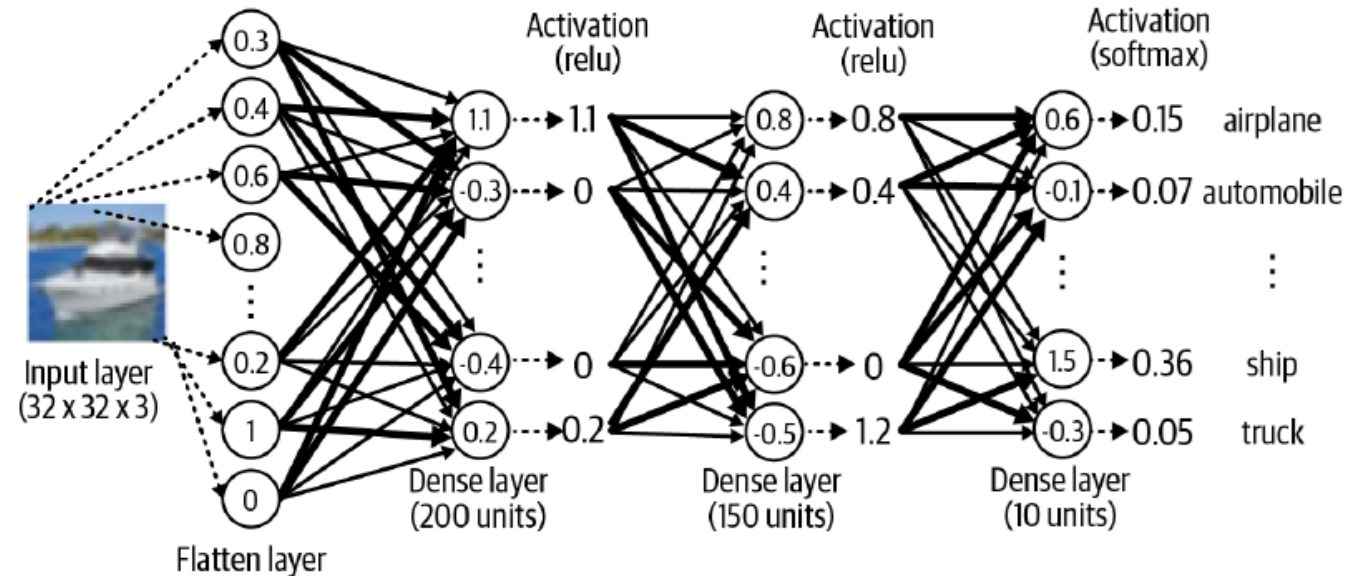 0.3
0.4
0.6
0.8
0.2
1
0
Input layer
(32 x 32 x 3)
Flatten layer
1.1
-0.3
-0.4
0.2
Dense layer
(200 units)
Activation
(relu)
1.1
0
0
0.2
0.8
0.4
-0.6
-0.5
Dense layer
(150 units)
Activation
(relu)
0.8
0.4
0
1.2
0.6
-0.1
1.5
-0.3
Dense layer
(10 units)
Activation
(softmax)
0.15 airplane
0.07 automobile
0.36 ship
0.05 truck